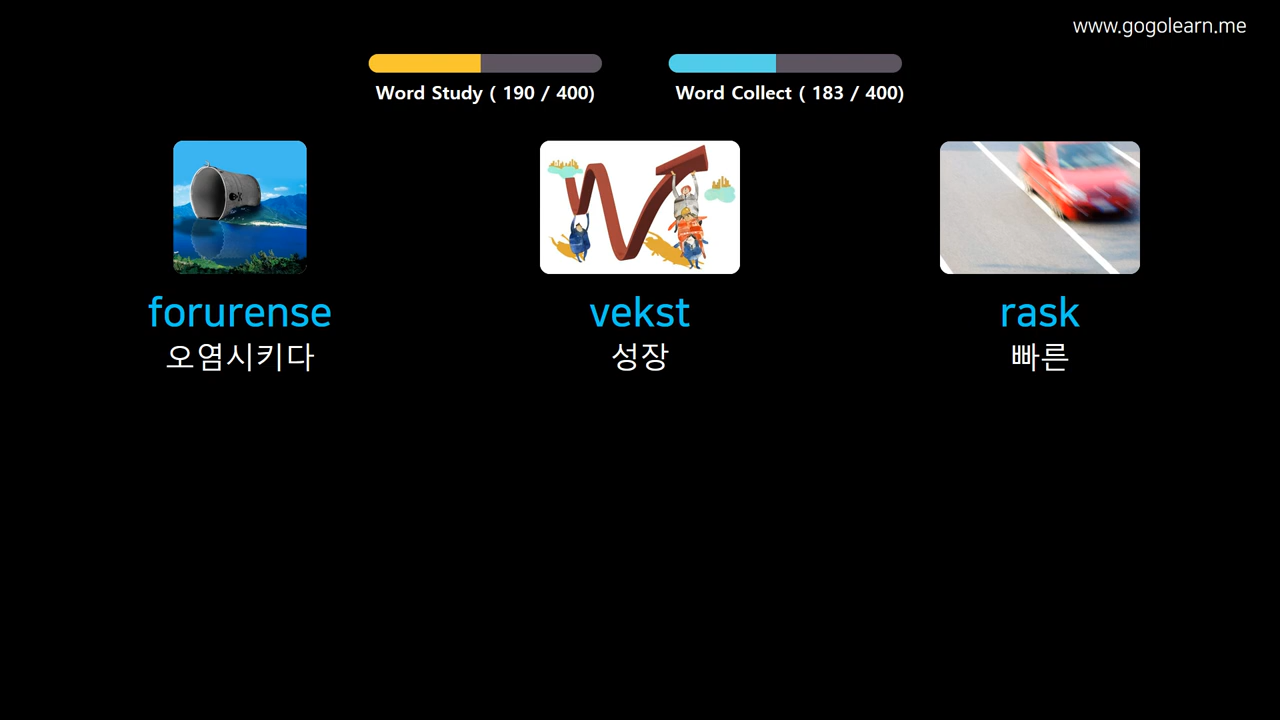 www.gogolearn.me
Word Study ( 190 / 400)
Word Collect ( 183 / 400)
forurense
오염시키다
vekst
성장
rask
빠른